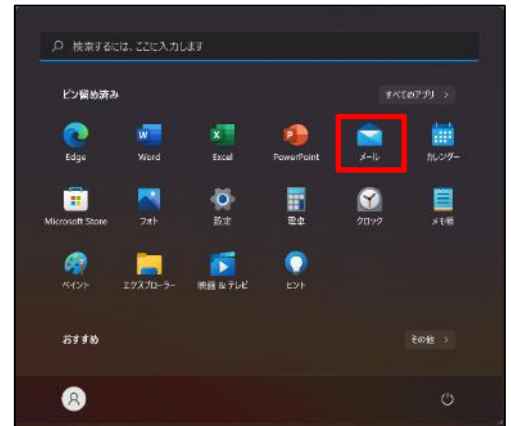 検索するには、ここに入力します
ピン留め済み
すべてのアプリ >
Edge
Word
Excel
PowerPoint
メール
カレンダー
Microsoft Store
フォト
設定
電卓
クロック
メモ帳
ペイント
エクスプローラー
映画 & テレビ
ヒント
おすすめ
その他 >